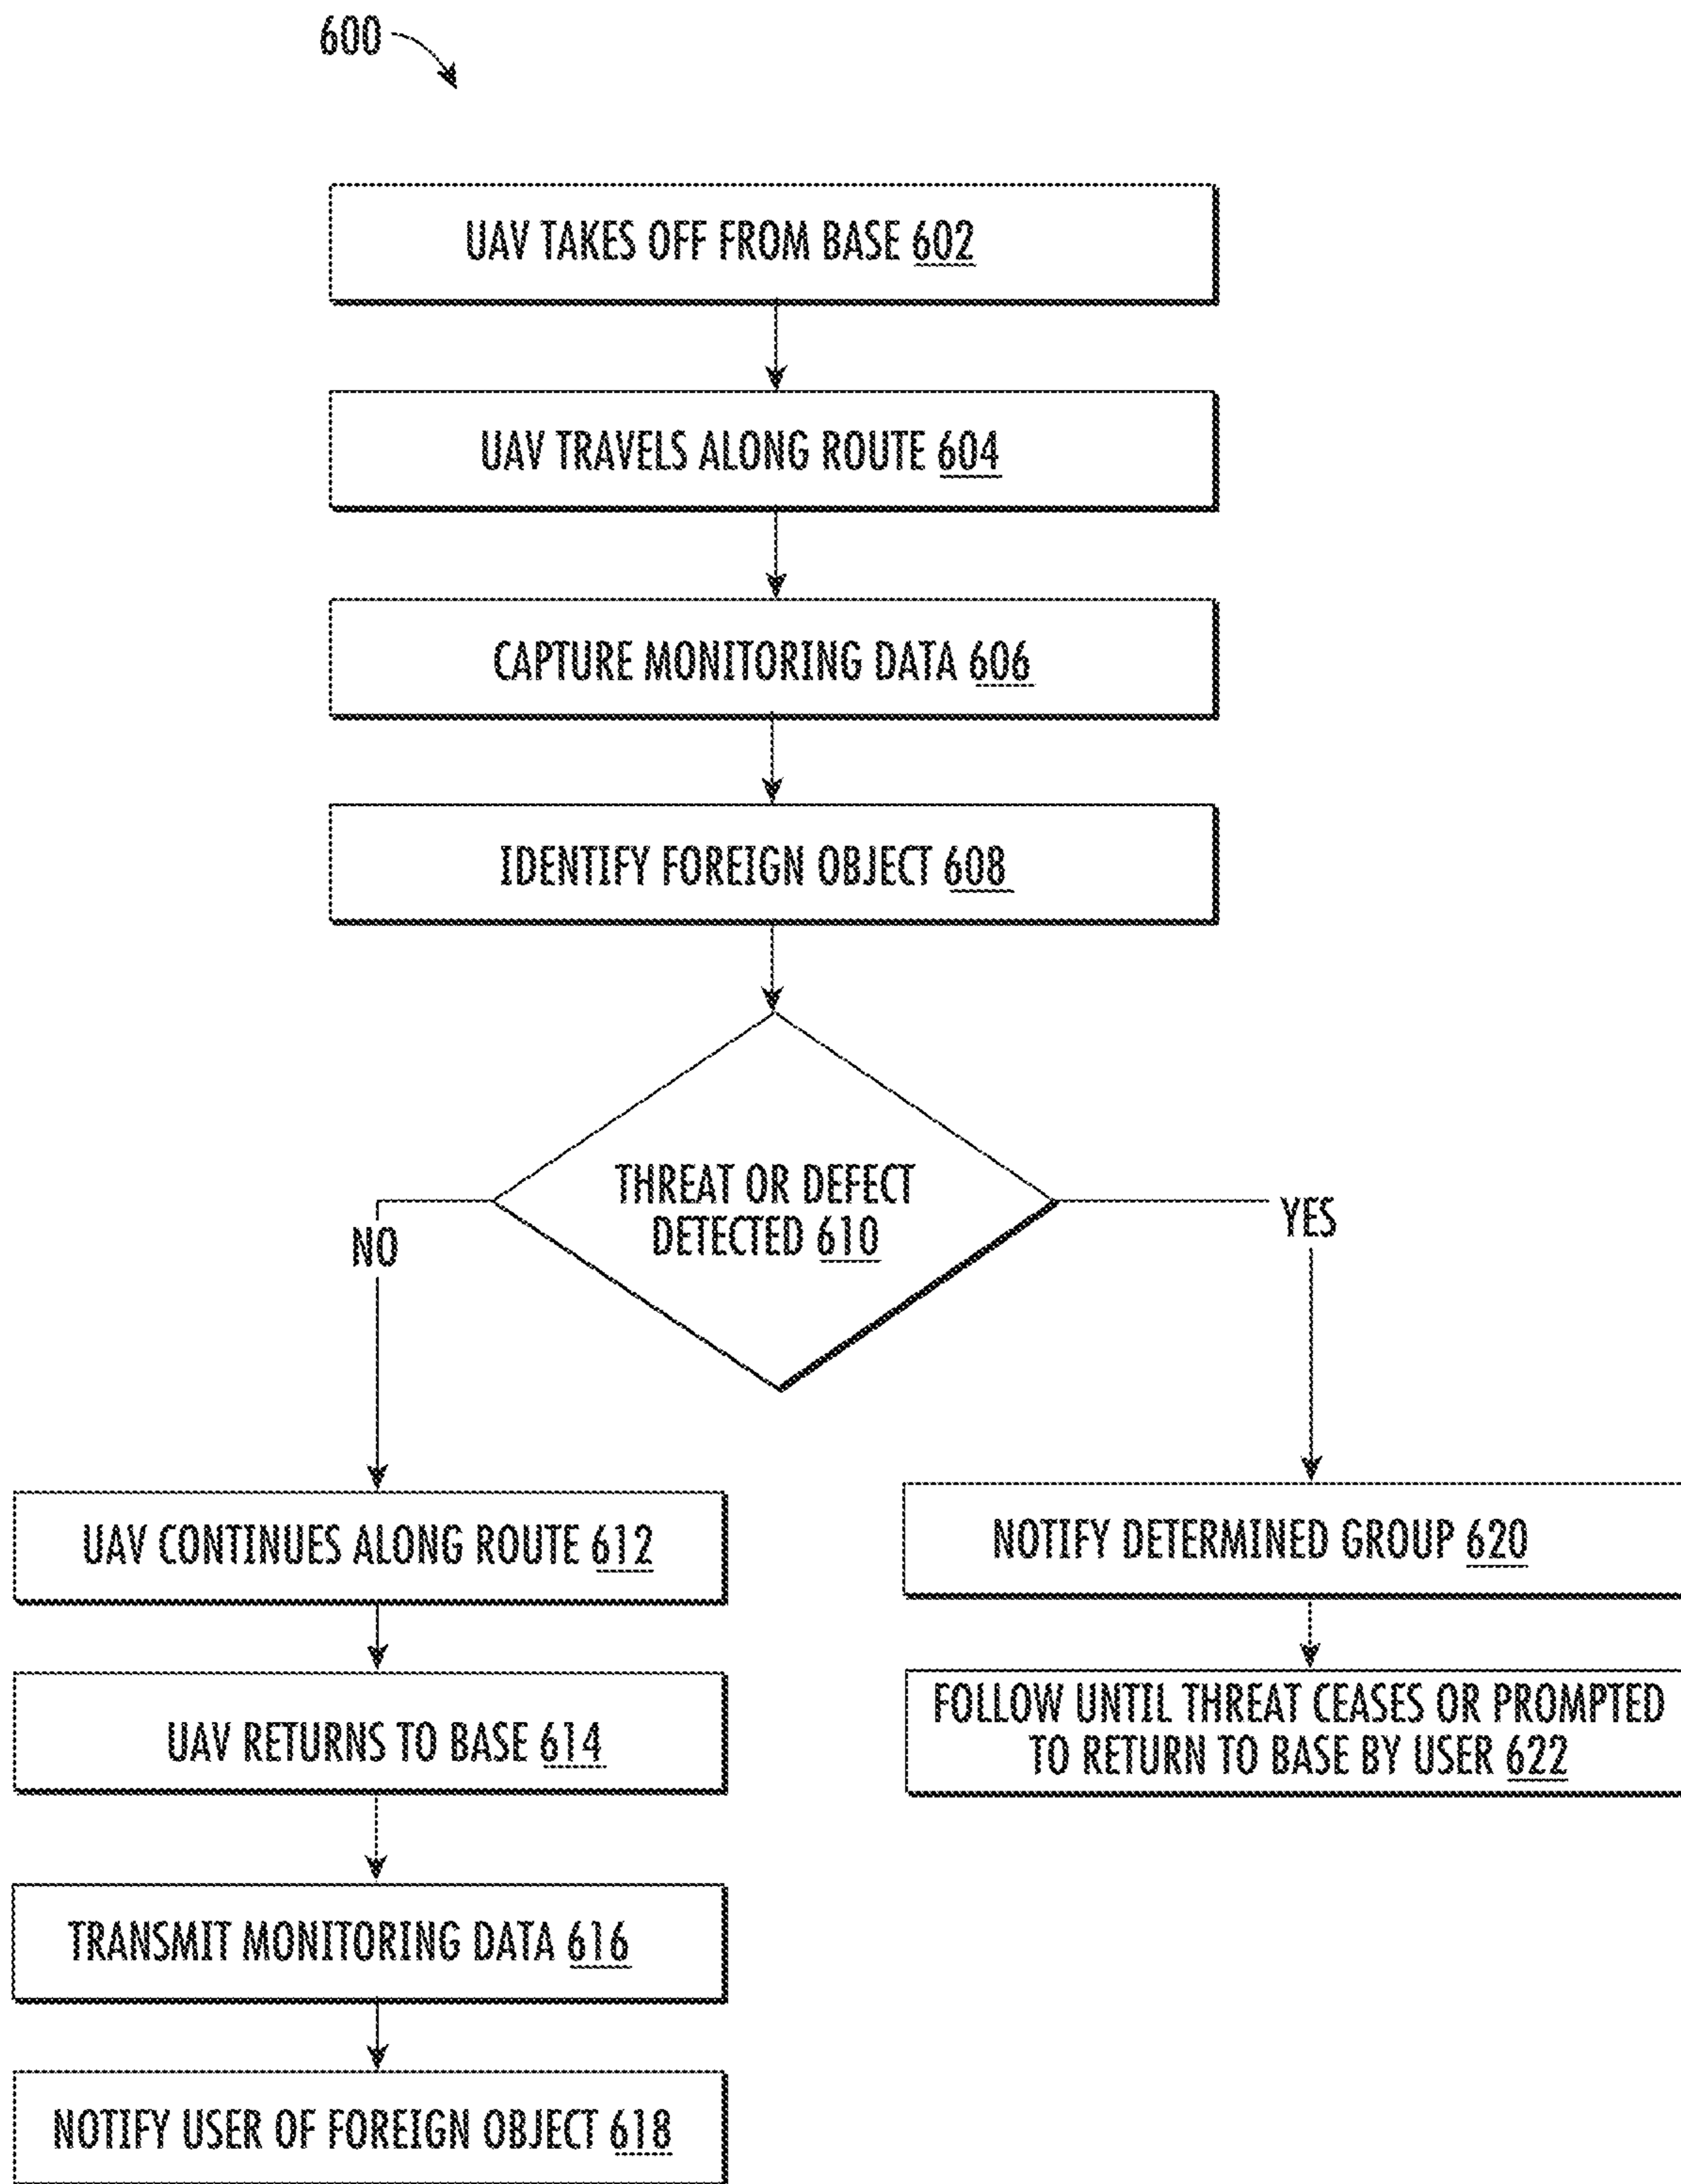 600
UAV TAKES OFF FROM BASE 602
UAV TRAVELS ALONG ROUTE 604
CAPTURE MONITORING DATA 606
IDENTIFY FOREIGN OBJECT 608
THREAT OR DEFECT
DETECTED 610
NO
YES
UAV CONTINUES ALONG ROUTE 612
UAV RETURNS TO BASE 614
TRANSMIT MONITORING DATA 616
NOTIFY USER OF FOREIGN OBJECT 618
NOTIFY DETERMINED GROUP 620
FOLLOW UNTIL THREAT CEASES OR PROMPTED
TO RETURN TO BASE BY USER 622